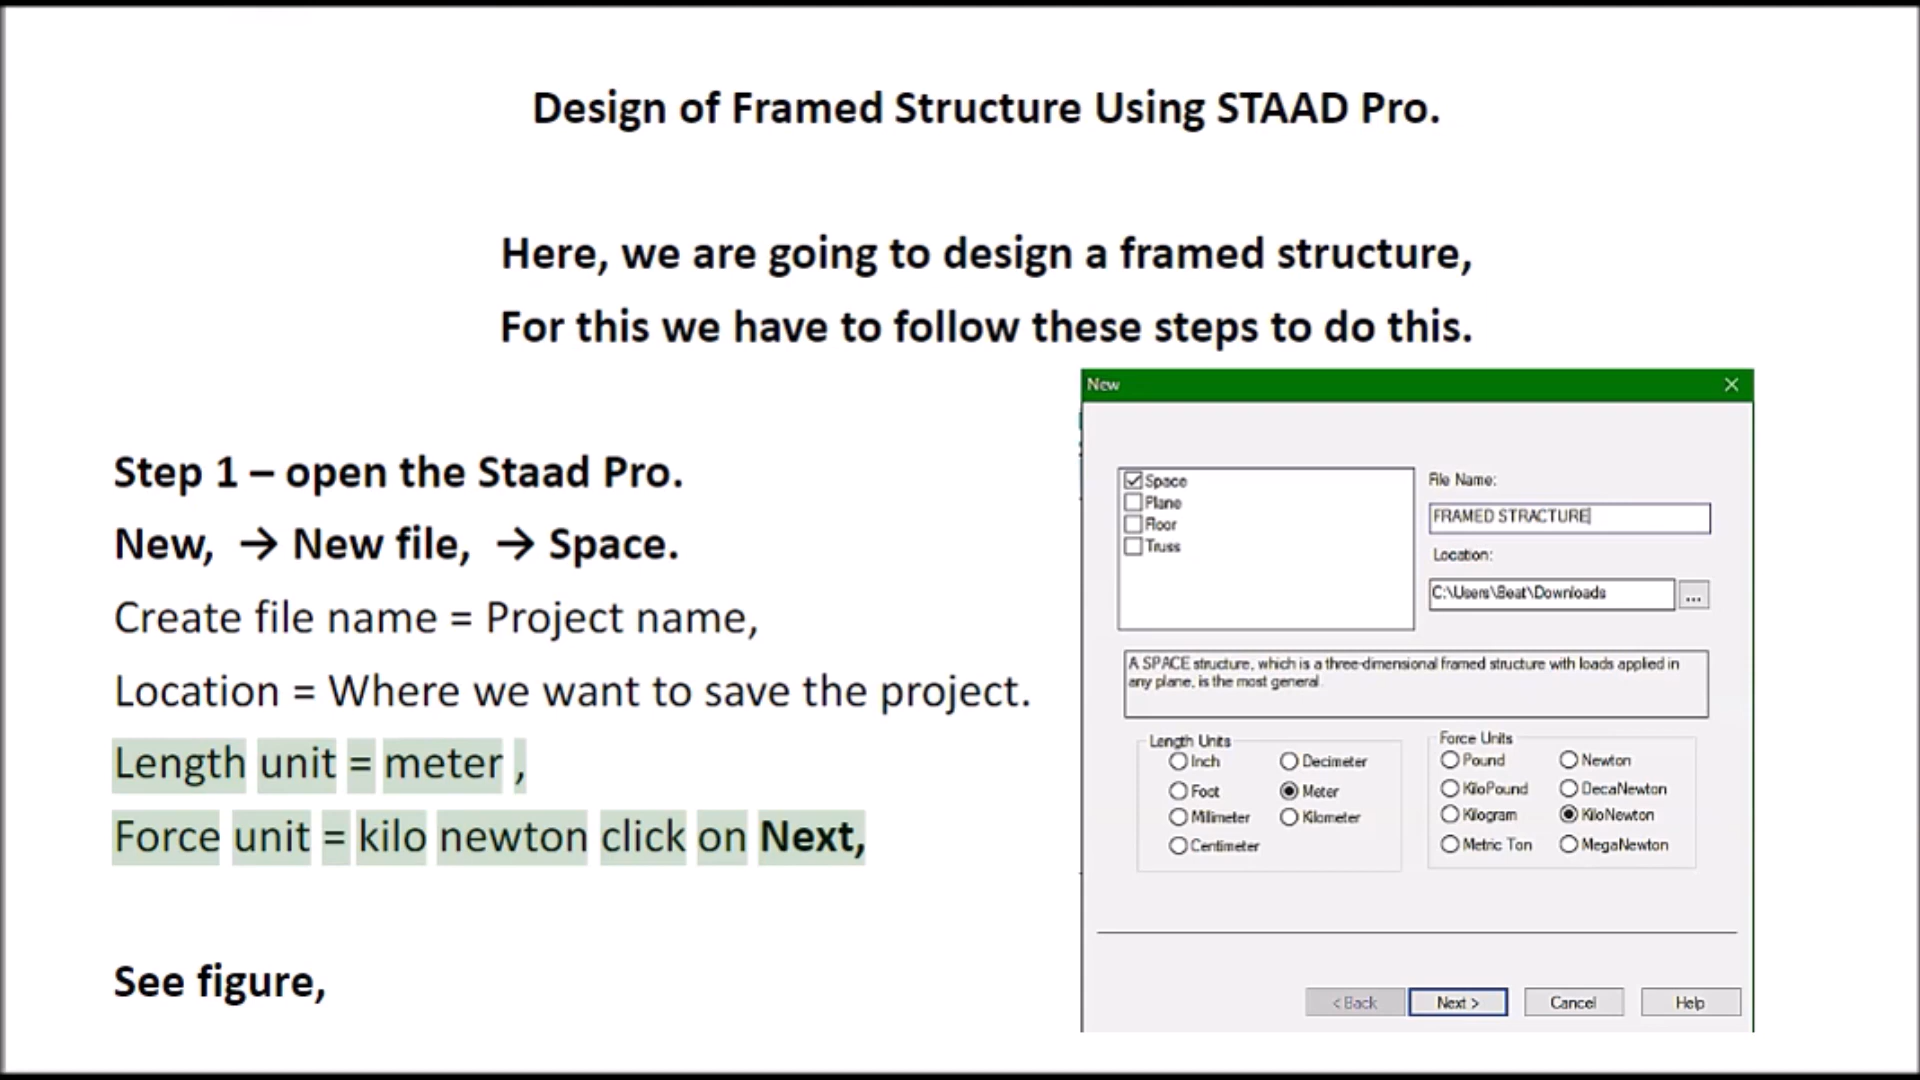 Design of Framed Structure Using STAAD Pro.
Here, we are going to design a framed structure,
For this we have to follow these steps to do this.
Step 1 – open the Staad Pro.
New, → New file, → Space.
Create file name = Project name,
Location = Where we want to save the project.
Length unit = meter ,
Force unit = kilo newton click on Next,
See figure,
New
Space
Plane
Floor
Truss
File Name:
FRAMED STRACTURE
Location:
C:\Users\Beat\Downloads
...
A SPACE structure, which is a three-dimensional framed structure with loads applied in
any plane, is the most general.
Length Units
Inch
Decimeter
Foot
Meter
Milimeter
Kilometer
Centimeter
Force Units
Pound
Newton
KiloPound
DecaNewton
Kilogram
KiloNewton
Metric Ton
MegaNewton
< Back
Next >
Cancel
Help